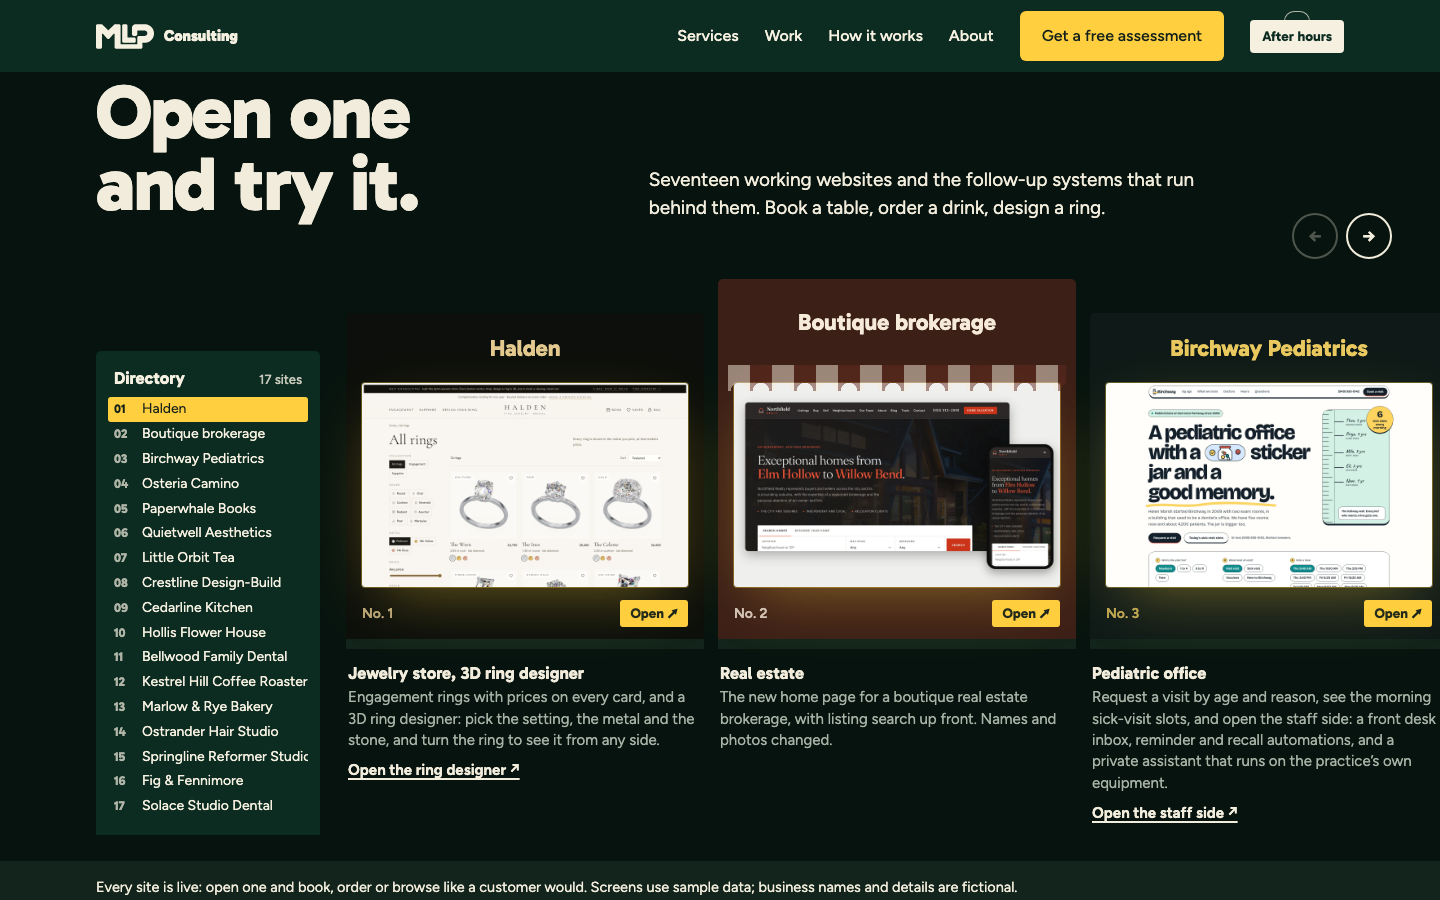 MLP Consulting
Services
Work
How it works
About
Get a free assessment
After hours
Open one
and try it.
Seventeen working websites and the follow-up systems that run
behind them. Book a table, order a drink, design a ring.
Directory
17 sites
01 Halden
02 Boutique brokerage
03 Birchway Pediatrics
04 Osteria Camino
05 Paperwhale Books
06 Quietwell Aesthetics
07 Little Orbit Tea
08 Crestline Design-Build
09 Cedarline Kitchen
10 Hollis Flower House
11 Bellwood Family Dental
12 Kestrel Hill Coffee Roaster
13 Marlow & Rye Bakery
14 Ostrander Hair Studio
15 Springline Reformer Studio
16 Fig & Fennimore
17 Solace Studio Dental
Halden
HALDEN
All rings
No. 1
Open ↗
Jewelry store, 3D ring designer
Engagement rings with prices on every card, and a
3D ring designer: pick the setting, the metal and the
stone, and turn the ring to see it from any side.
Open the ring designer ↗
Boutique brokerage
Northfield
Exceptional homes from
Elm Hollow to Willow Bend.
Exceptional homes
from Elm Hollow
to Willow Bend.
No. 2
Open ↗
Real estate
The new home page for a boutique real estate
brokerage, with listing search up front. Names and
photos changed.
Birchway Pediatrics
Birchway
A pediatric office
with a sticker
jar and a
good memory.
6
No. 3
Open ↗
Pediatric office
Request a visit by age and reason, see the morning
sick-visit slots, and open the staff side: a front desk
inbox, reminder and recall automations, and a
private assistant that runs on the practice's own
equipment.
Open the staff side ↗
Every site is live: open one and book, order or browse like a customer would. Screens use sample data; business names and details are fictional.